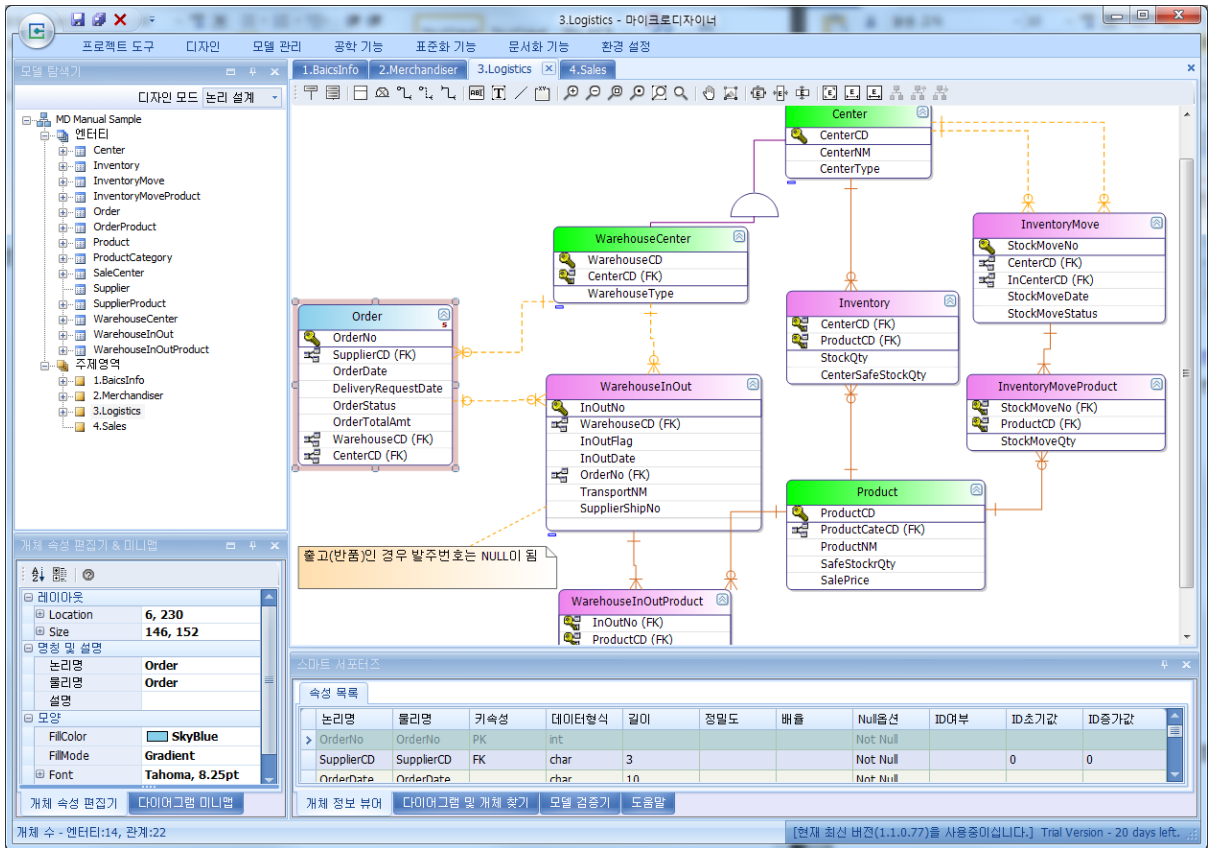 3.Logistics - 마이크로디자이너
프로젝트 도구 디자인 모델 관리 공학 기능 표준화 기능 문서화 기능 환경 설정
모델 탐색기
디자인 모드 논리 설계
MD Manual Sample
엔터티
Center
Inventory
InventoryMove
InventoryMoveProduct
Order
OrderProduct
Product
ProductCategory
SaleCenter
Supplier
SupplierProduct
WarehouseCenter
WarehouseInOut
WarehouseInOutProduct
주제영역
1.BaicsInfo
2.Merchandiser
3.Logistics
4.Sales
1.BaicsInfo 2.Merchandiser 3.Logistics 4.Sales
Center
CenterCD
CenterNM
CenterType
WarehouseCenter
WarehouseCD
CenterCD (FK)
WarehouseType
InventoryMove
StockMoveNo
CenterCD (FK)
InCenterCD (FK)
StockMoveDate
StockMoveStatus
Order
S
OrderNo
SupplierCD (FK)
OrderDate
DeliveryRequestDate
OrderStatus
OrderTotalAmt
WarehouseCD (FK)
CenterCD (FK)
Inventory
CenterCD (FK)
ProductCD (FK)
StockQty
CenterSafeStockQty
WarehouseInOut
InOutNo
WarehouseCD (FK)
InOutFlag
InOutDate
OrderNo (FK)
TransportNM
SupplierShipNo
InventoryMoveProduct
StockMoveNo (FK)
ProductCD (FK)
StockMoveQty
Product
ProductCD
ProductCateCD (FK)
ProductNM
SafeStockrQty
SalePrice
출고(반품)인 경우 발주번호는 NULL이 됨
WarehouseInOutProduct
InOutNo (FK)
ProductCD (FK)
개체 속성 편집기 & 미니맵
레이아웃
Location 6, 230
Size 146, 152
명칭 및 설명
논리명 Order
물리명 Order
설명
모양
FillColor SkyBlue
FillMode Gradient
Font Tahoma, 8.25pt
개체 속성 편집기 다이어그램 미니맵
스마트 서포터즈
속성 목록
논리명 물리명 키속성 데이터형식 길이 정밀도 배율 Null옵션 ID여부 ID초기값 ID증가값
OrderNo OrderNo PK int Not Null
SupplierCD SupplierCD FK char 3 Not Null 0 0
OrderDate OrderDate char 10 Not Null
개체 정보 뷰어 다이어그램 및 개체 찾기 모델 검증기 도움말
개체 수 - 엔터티:14, 관계:22
[현재 최신 버전(1.1.0.77)을 사용중이십니다.] Trial Version - 20 days left.